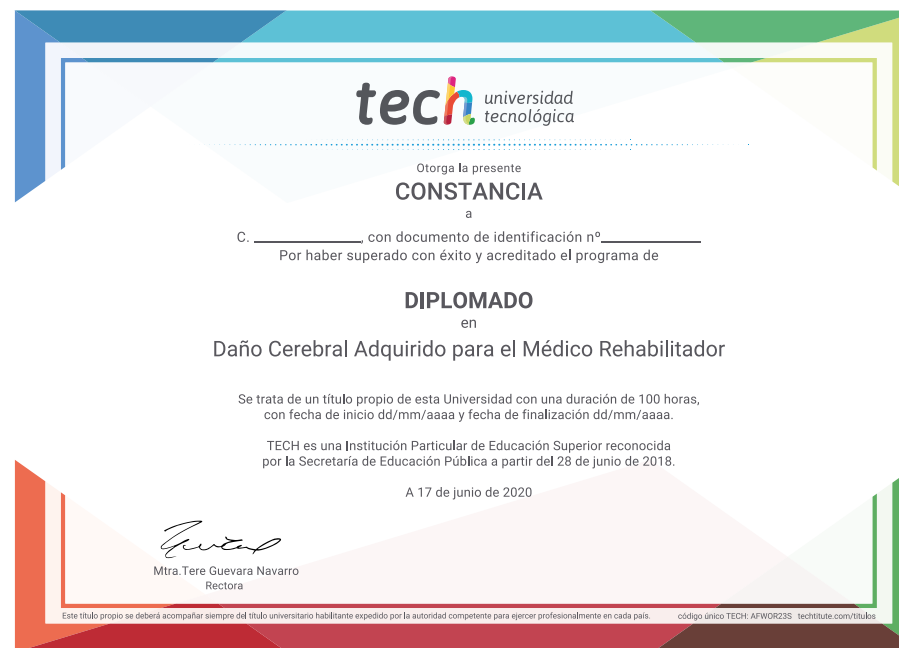 tech universidad
tecnológica
Otorga la presente
CONSTANCIA
a
C. ____________, con documento de identificación nº____________
Por haber superado con éxito y acreditado el programa de
DIPLOMADO
en
Daño Cerebral Adquirido para el Médico Rehabilitador
Se trata de un título propio de esta Universidad con una duración de 100 horas,
con fecha de inicio dd/mm/aaaa y fecha de finalización dd/mm/aaaa.
TECH es una Institución Particular de Educación Superior reconocida
por la Secretaría de Educación Pública a partir del 28 de junio de 2018.
A 17 de junio de 2020
Mtra.Tere Guevara Navarro
Rectora
Este título propio se deberá acompañar siempre del título universitario habilitante expedido por la autoridad competente para ejercer profesionalmente en cada país. código único TECH: AFWOR23S techtitute.com/títulos